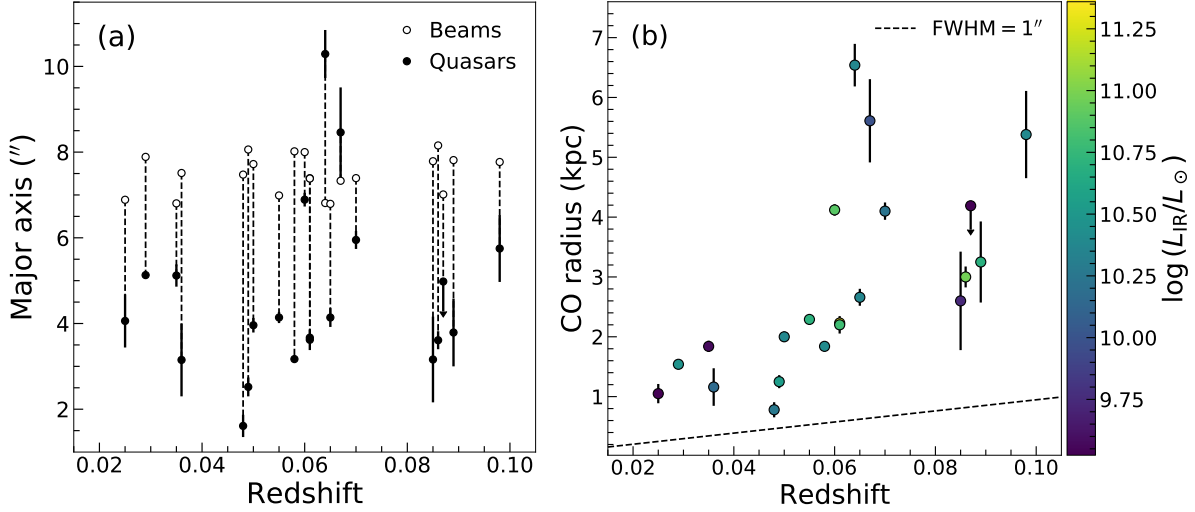 (a)
Beams
Quasars
Major axis (″)
10
8
6
4
2
0.02 0.04 0.06 0.08 0.10
Redshift
(b)
FWHM = 1″
CO radius (kpc)
7
6
5
4
3
2
1
0.02 0.04 0.06 0.08 0.10
Redshift
11.25
11.00
10.75
10.50
10.25
10.00
9.75
log (L_IR/L_⊙)